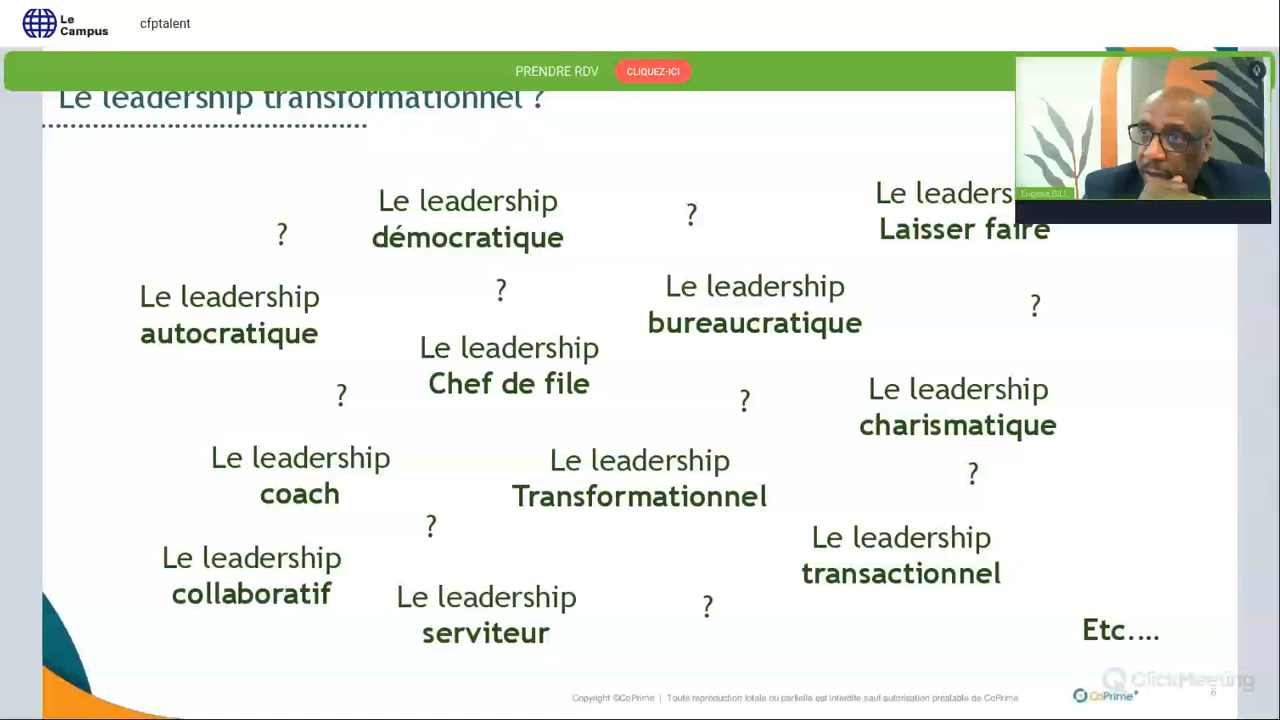 Le
Campus
cfptalent
PRENDRE RDV
CLIQUEZ-ICI
Le leadership transformationnel ?
Le leadership
démocratique
?
?
Le leaders
Laisser faire
Le leadership
autocratique
?
Le leadership
bureaucratique
?
Le leadership
Chef de file
?
?
Le leadership
charismatique
Le leadership
coach
Le leadership
Transformationnel
?
?
Le leadership
transactionnel
Le leadership
collaboratif
Le leadership
serviteur
?
Etc....
ClickMeeting
Copyright ©CoPrime | Toute reproduction totale ou partielle est interdite sauf autorisation préalable de CoPrime
CoPrime
6